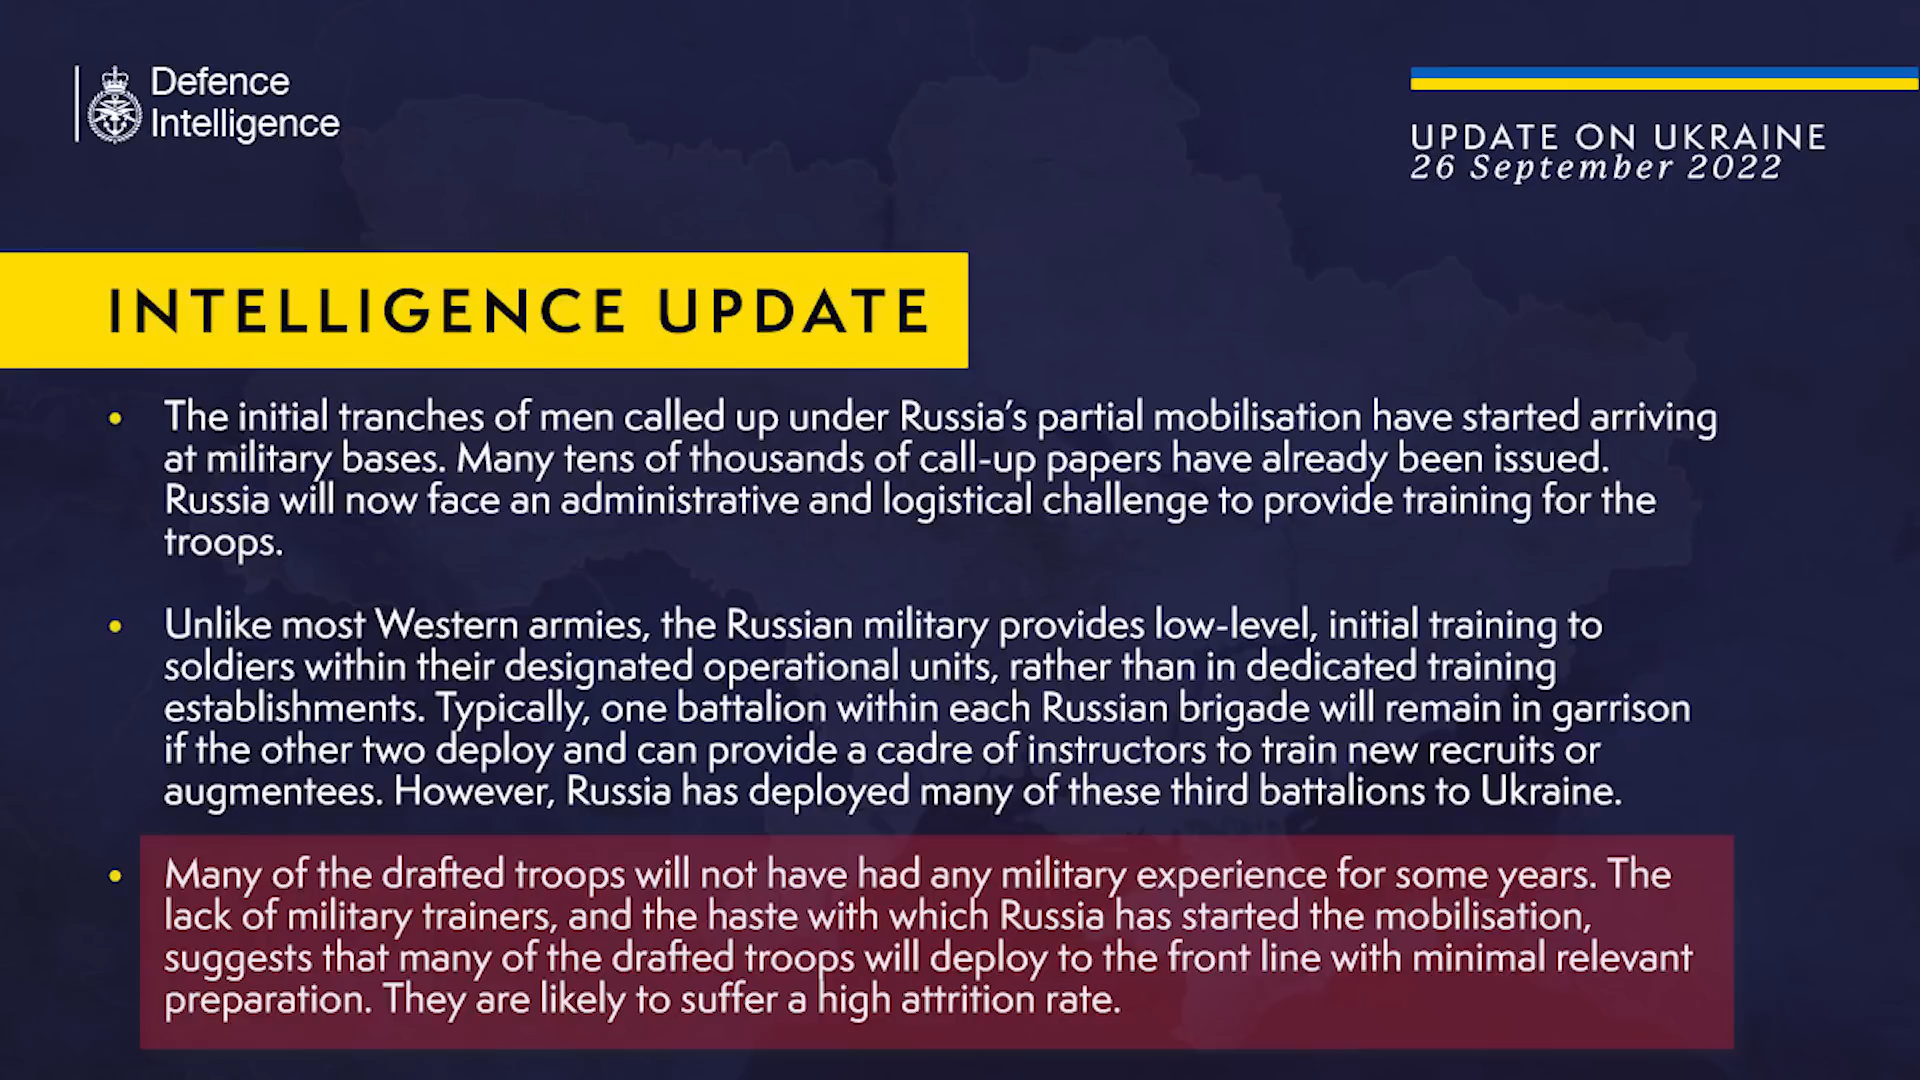 Defence
Intelligence
UPDATE ON UKRAINE
26 September 2022
INTELLIGENCE UPDATE
• The initial tranches of men called up under Russia’s partial mobilisation have started arriving
at military bases. Many tens of thousands of call-up papers have already been issued.
Russia will now face an administrative and logistical challenge to provide training for the
troops.
• Unlike most Western armies, the Russian military provides low-level, initial training to
soldiers within their designated operational units, rather than in dedicated training
establishments. Typically, one battalion within each Russian brigade will remain in garrison
if the other two deploy and can provide a cadre of instructors to train new recruits or
augmentees. However, Russia has deployed many of these third battalions to Ukraine.
• Many of the drafted troops will not have had any military experience for some years. The
lack of military trainers, and the haste with which Russia has started the mobilisation,
suggests that many of the drafted troops will deploy to the front line with minimal relevant
preparation. They are likely to suffer a high attrition rate.